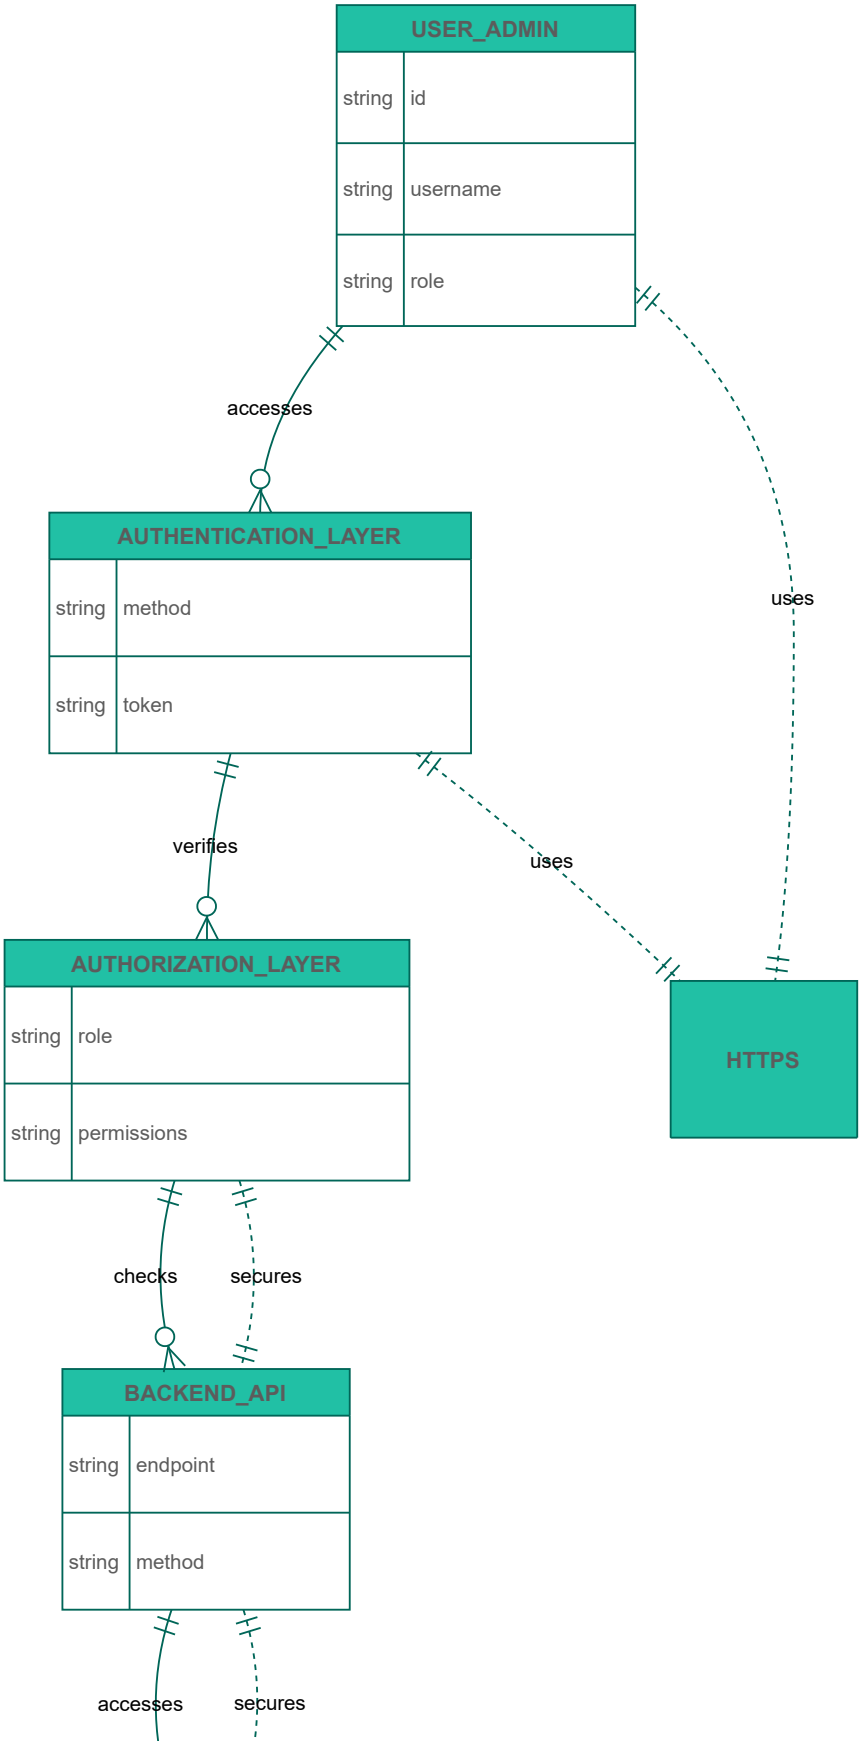 USER_ADMIN
string id
string username
string role
accesses
AUTHENTICATION_LAYER
string method
uses
string token
verifies
uses
AUTHORIZATION_LAYER
string role
HTTPS
string permissions
checks
secures
BACKEND_API
string endpoint
string method
accesses
secures